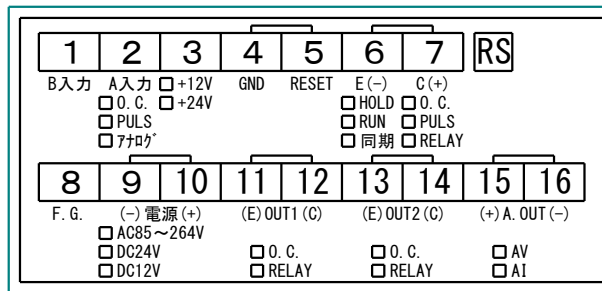 1 2 3 4 5 6 7 RS
B入力 A入力 □+12V GND RESET E(-) C(+)
□O.C. □+24V □HOLD □O.C.
□PULS □RUN □PULS
□ｱﾅﾛｸﾞ □同期 □RELAY
8 9 10 11 12 13 14 15 16
F.G. (-)電源(+) (E)OUT1(C) (E)OUT2(C) (+)A.OUT(-)
□AC85～264V
□DC24V □O.C. □O.C. □AV
□DC12V □RELAY □RELAY □AI